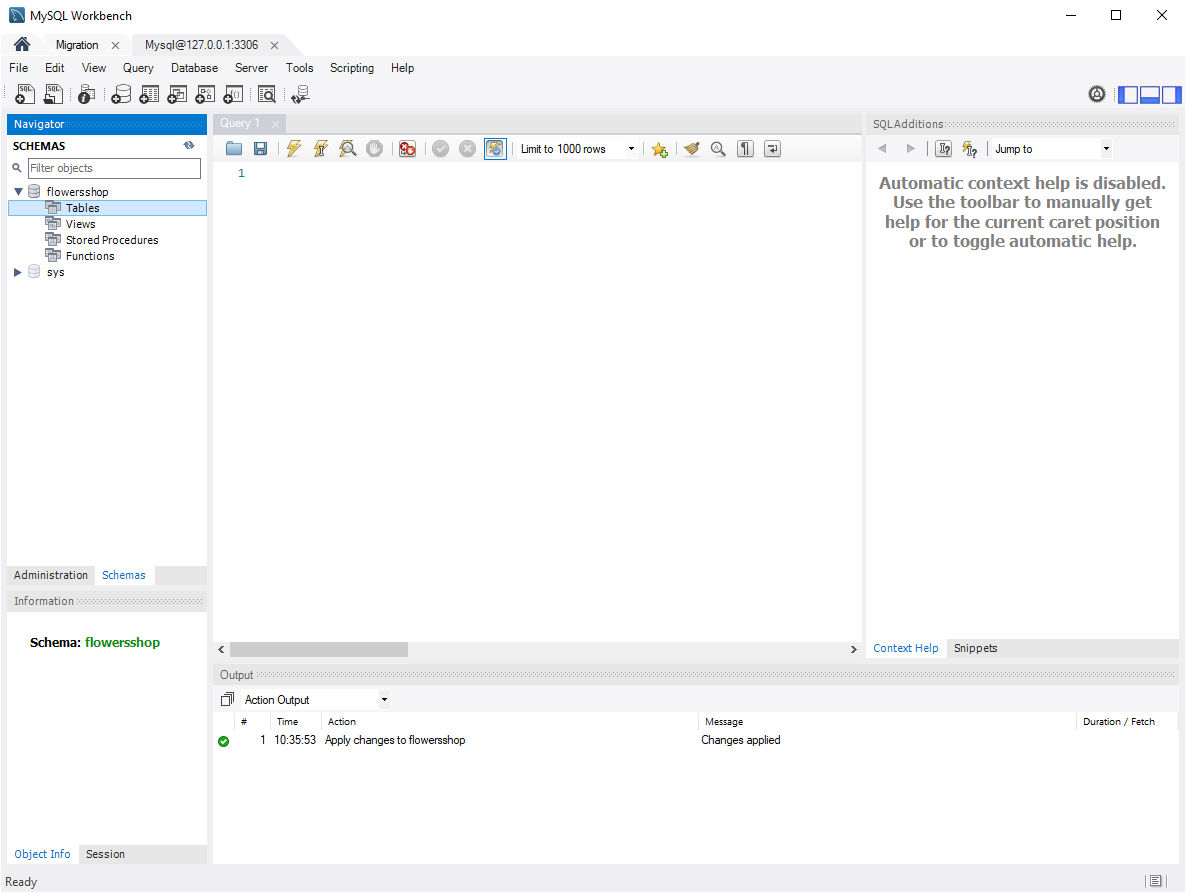 MySQL Workbench
Migration
Mysql@127.0.0.1:3306
File Edit View Query Database Server Tools Scripting Help
Navigator
SCHEMAS
Filter objects
flowersshop
Tables
Views
Stored Procedures
Functions
sys
Administration Schemas
Information
Schema: flowersshop
Object Info Session
Query 1
Limit to 1000 rows
1
SQLAdditions
Jump to
Automatic context help is disabled.
Use the toolbar to manually get
help for the current caret position
or to toggle automatic help.
Context Help Snippets
Output
Action Output
# Time Action Message Duration / Fetch
1 10:35:53 Apply changes to flowersshop Changes applied
Ready